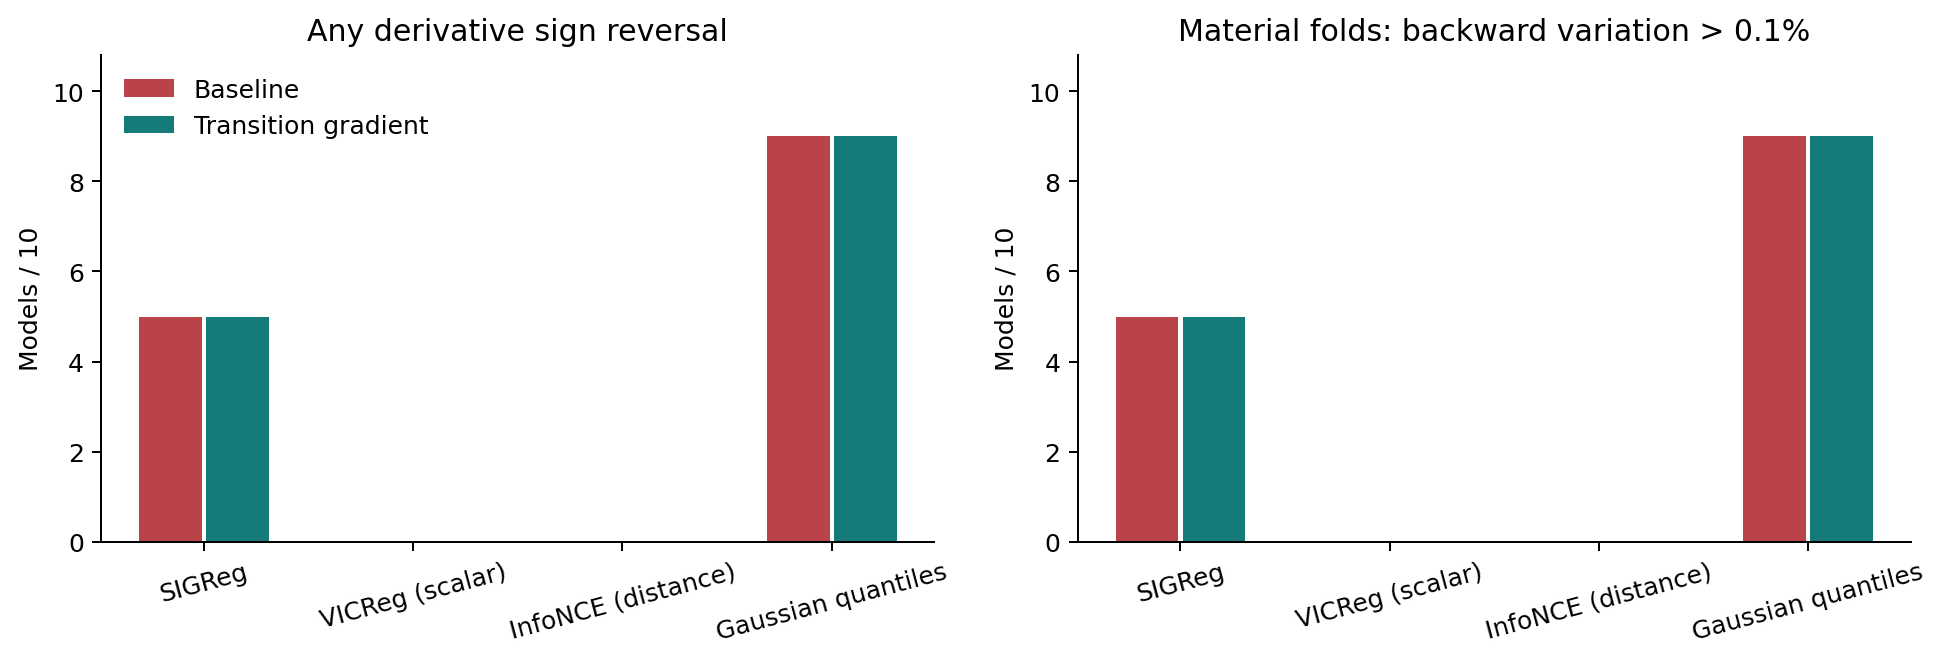 Any derivative sign reversal
Baseline
Transition gradient
Models / 10
10
8
6
4
2
0
SIGReg
VICReg (scalar)
InfoNCE (distance)
Gaussian quantiles
Material folds: backward variation > 0.1%
Models / 10
10
8
6
4
2
0
SIGReg
VICReg (scalar)
InfoNCE (distance)
Gaussian quantiles